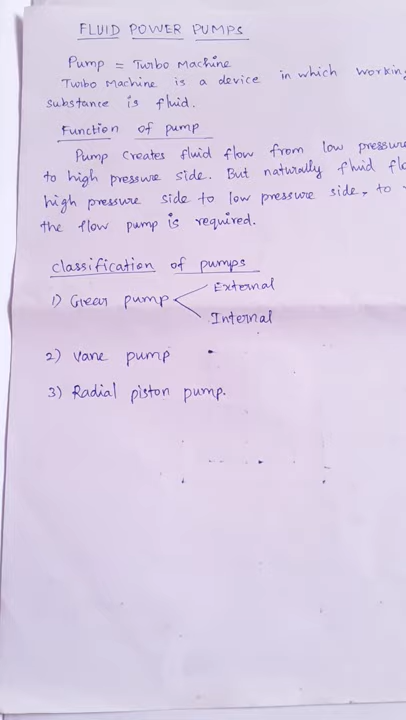 FLUID POWER PUMPS
Pump = Turbo Machine
Turbo Machine is a device in which working
substance is fluid.
Function of pump
Pump creates fluid flow from low pressure
to high pressure side. But naturally fluid
high pressure side to low pressure side, to
the flow pump is required.
Classification of pumps
1) Gear pump
External
Internal
2) Vane pump
3) Radial piston pump.